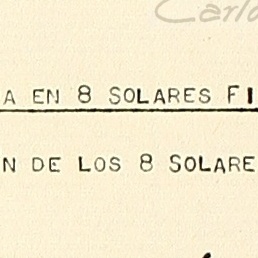 Carlo
A EN 8 SOLARES FI
N DE LOS 8 SOLARE